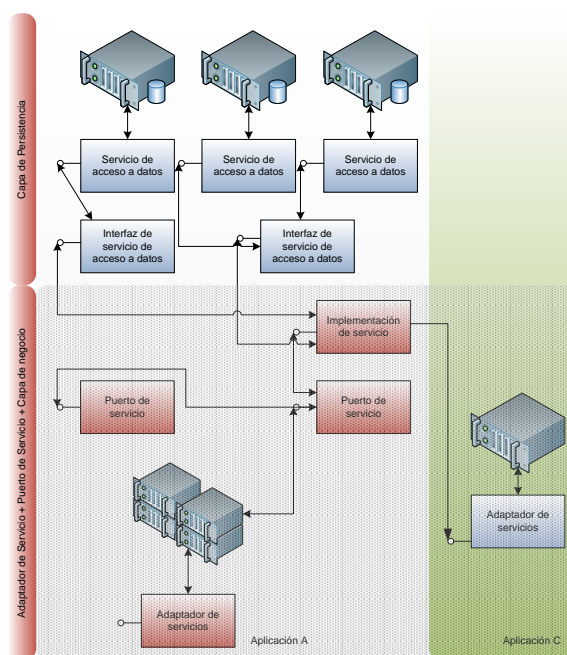 Capa de Persistencia
Servicio de
acceso a datos
Servicio de
acceso a datos
Servicio de
acceso a datos
Interfaz de
servicio de
acceso a datos
Interfaz de
servicio de
acceso a datos
Adaptador de Servicio + Puerto de Servicio + Capa de negocio
Implementación
de servicio
Puerto de
servicio
Puerto de
servicio
Adaptador de
servicios
Adaptador de
servicios
Aplicación A
Aplicación C